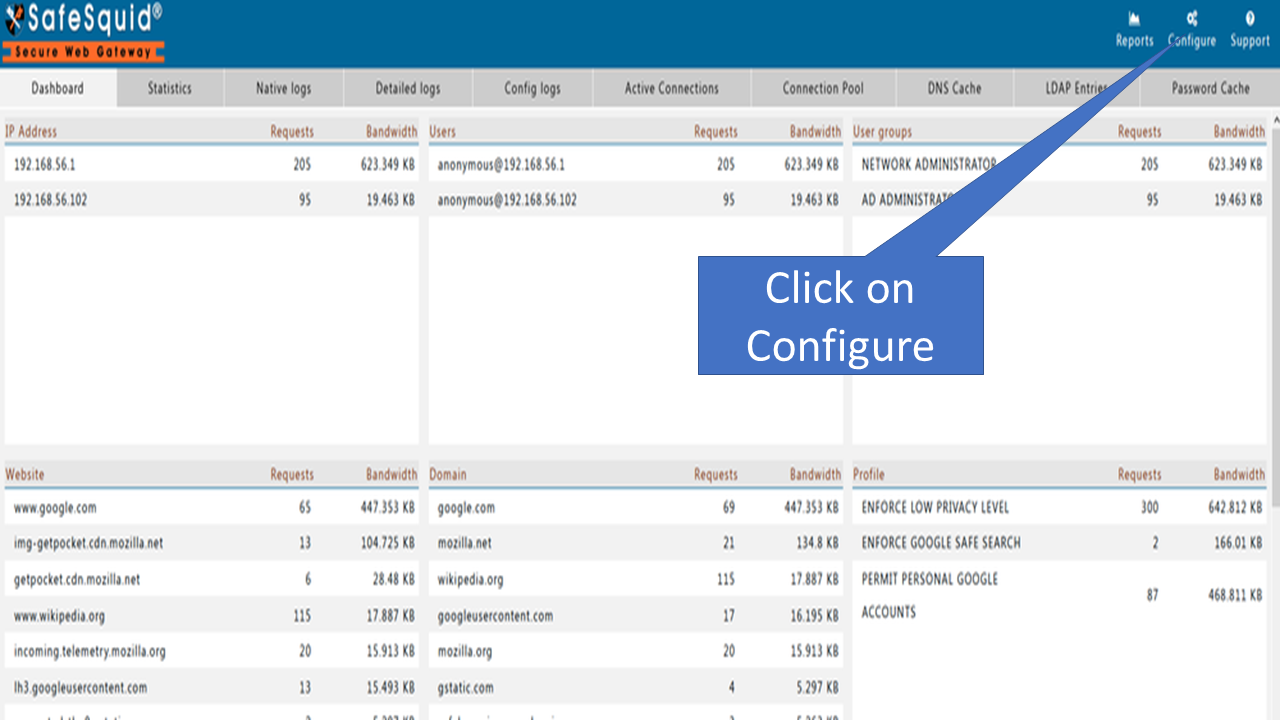 SafeSquid®
Secure Web Gateway
Reports Configure Support
Dashboard Statistics Native logs Detailed logs Config logs Active Connections Connection Pool DNS Cache LDAP Entries Password Cache
IP Address Requests Bandwidth Users Requests Bandwidth User groups Requests Bandwidth
192.168.56.1 205 623.349 KB anonymous@192.168.56.1 205 623.349 KB NETWORK ADMINISTRATOR 205 623.349 KB
192.168.56.102 95 19.463 KB anonymous@192.168.56.102 95 19.463 KB AD 95 19.463 KB
Click on
Configure
Website Requests Bandwidth Domain Requests Bandwidth Profile Requests Bandwidth
www.google.com 65 447.353 KB google.com 69 447.353 KB ENFORCE LOW PRIVACY LEVEL 300 642.812 KB
img-getpocket.cdn.mozilla.net 13 104.725 KB mozilla.net 21 134.8 KB ENFORCE GOOGLE SAFE SEARCH 2 166.01 KB
getpocket.cdn.mozilla.net 6 28.48 KB wikipedia.org 115 17.887 KB PERMIT PERSONAL GOOGLE
ACCOUNTS 87 468.811 KB
www.wikipedia.org 115 17.887 KB googleusercontent.com 17 16.195 KB
incoming.telemetry.mozilla.org 20 15.913 KB mozilla.org 20 15.913 KB
lh3.googleusercontent.com 13 15.493 KB gstatic.com 4 5.297 KB